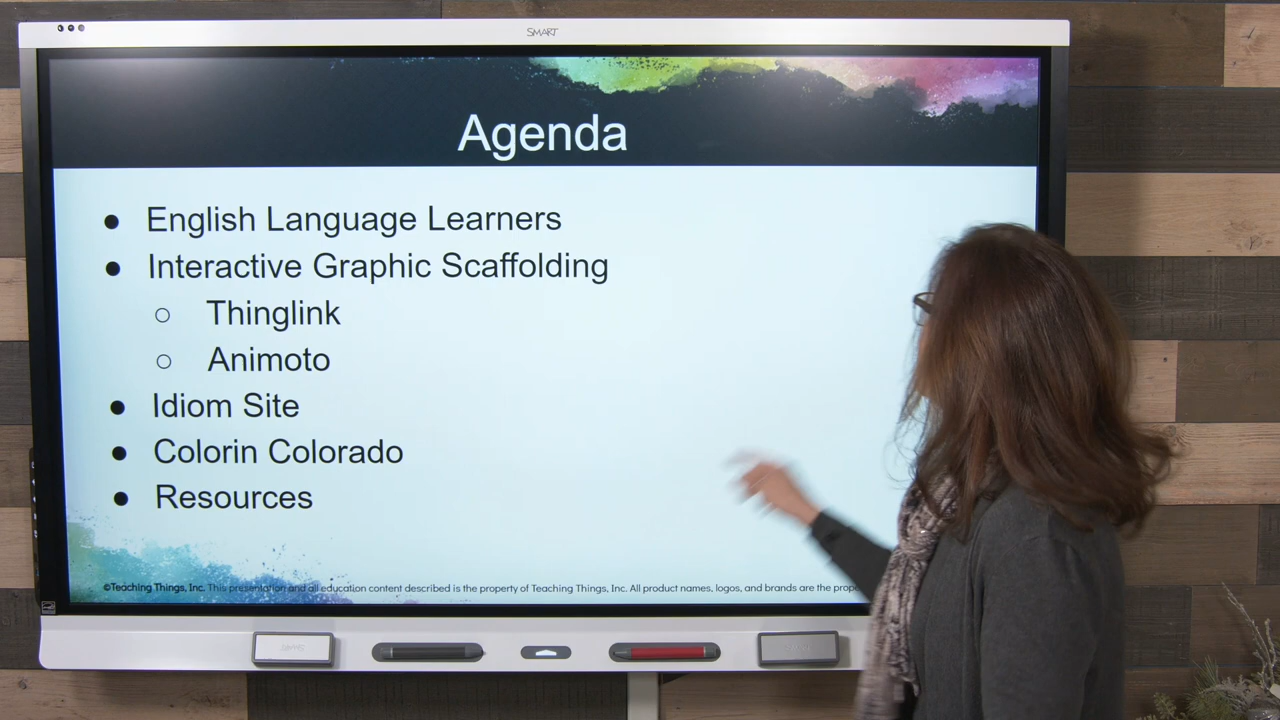 SMART
Agenda
● English Language Learners
● Interactive Graphic Scaffolding
○ Thinglink
○ Animoto
● Idiom Site
● Colorin Colorado
● Resources
©Teaching Things, Inc. This presentation and all education content described is the property of Teaching Things, Inc. All product names, logos, and brands are the